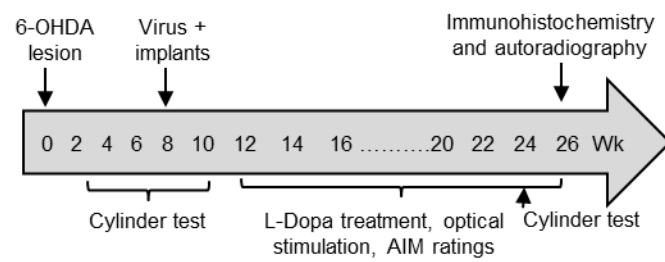 6-OHDA
lesion
Virus +
implants
Immunohistochemistry
and autoradiography
0 2 4 6 8 10 12 14 16 ..........20 22 24 26 Wk
Cylinder test
L-Dopa treatment, optical
stimulation, AIM ratings
Cylinder test